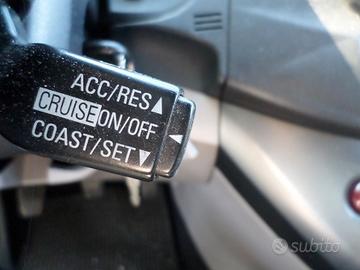 ACC/RES▲
CRUISE ON/OFF ◀
COAST/SET▼
subito